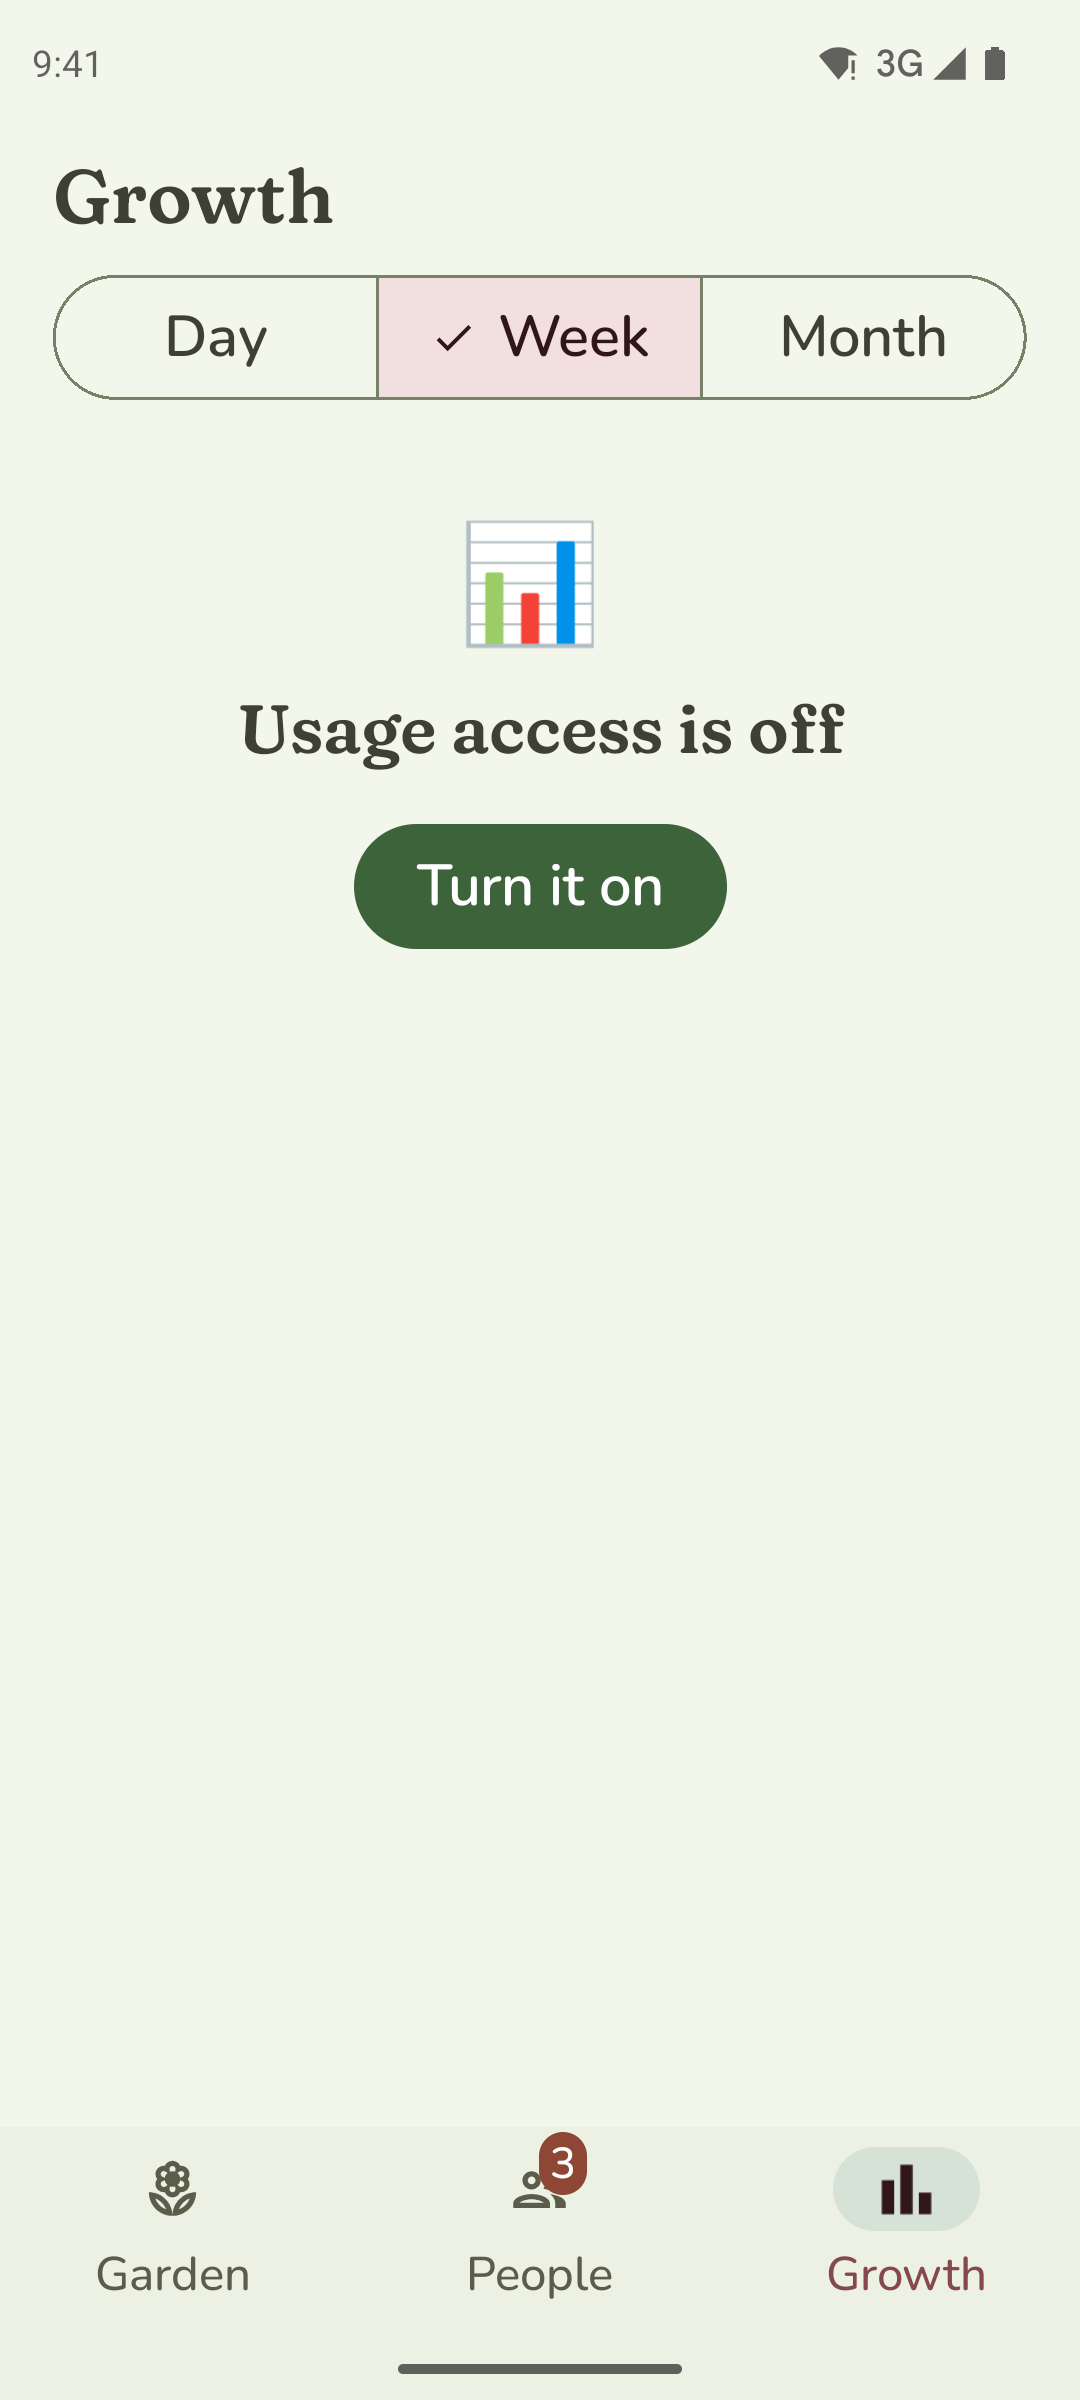 9:41
3G
Growth
Day
Week
Month
Usage access is off
Turn it on
3
Garden
People
Growth